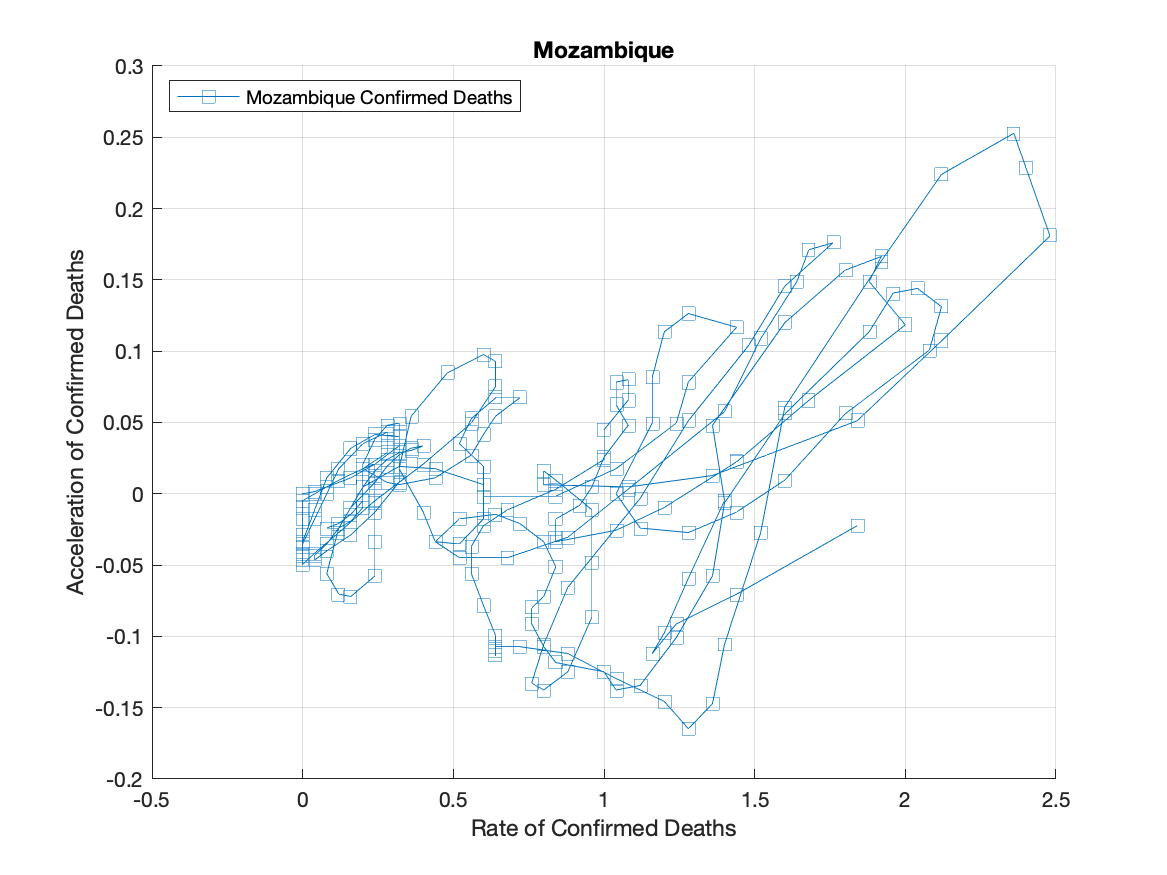 Mozambique
Mozambique Confirmed Deaths
0.3
0.25
0.2
0.15
0.1
0.05
0
-0.05
-0.1
-0.15
-0.2
Acceleration of Confirmed Deaths
-0.5 0 0.5 1 1.5 2 2.5
Rate of Confirmed Deaths